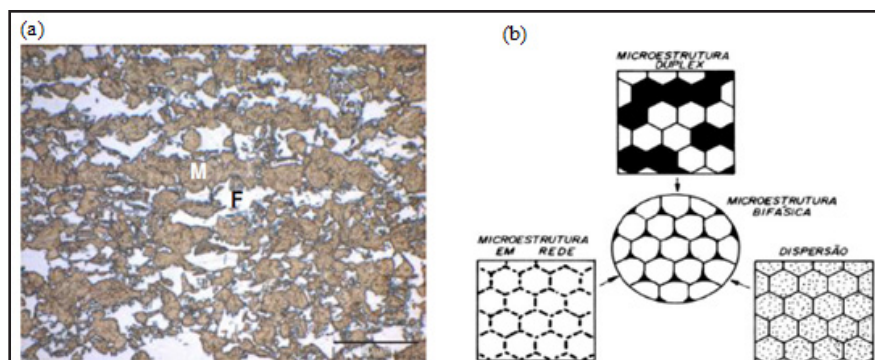 (a)
M
F
(b)
MICROESTRUTURA
DUPLEX
MICROESTRUTURA
BIFÁSICA
MICROESTRUTURA
EM REDE
DISPERSÃO